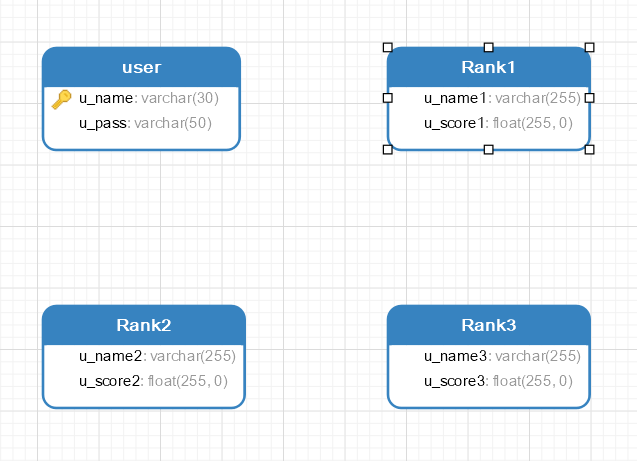 user
u_name: varchar(30)
u_pass: varchar(50)
Rank1
u_name1: varchar(255)
u_score1: float(255, 0)
Rank2
u_name2: varchar(255)
u_score2: float(255, 0)
Rank3
u_name3: varchar(255)
u_score3: float(255, 0)